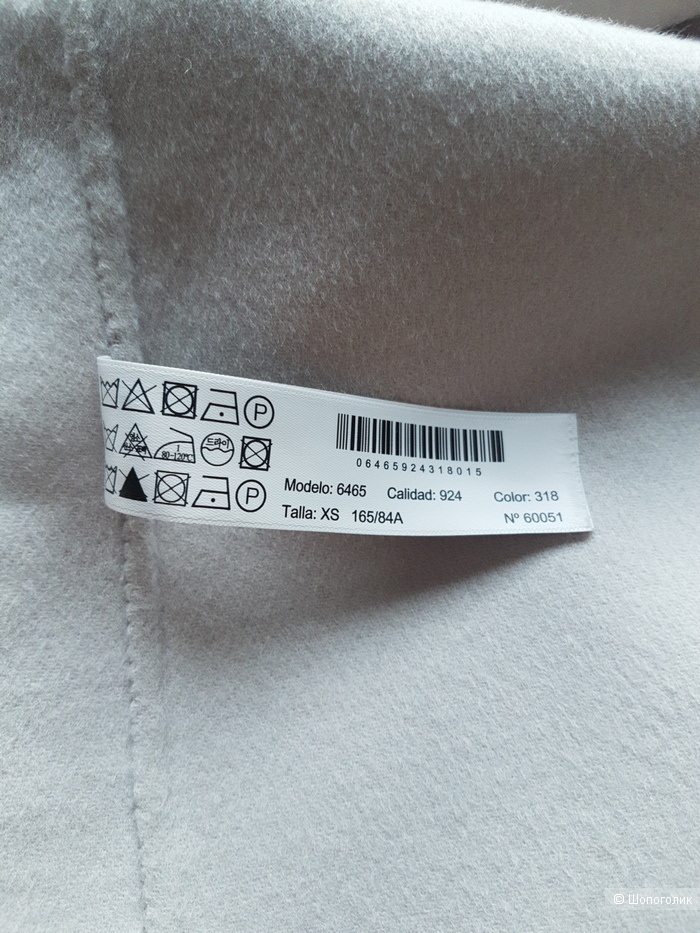 P
1
80~120℃
드라이
P
06465924318015
Modelo: 6465 Calidad: 924 Color: 318
Talla: XS 165/84A Nº 60051
© Шопоголик